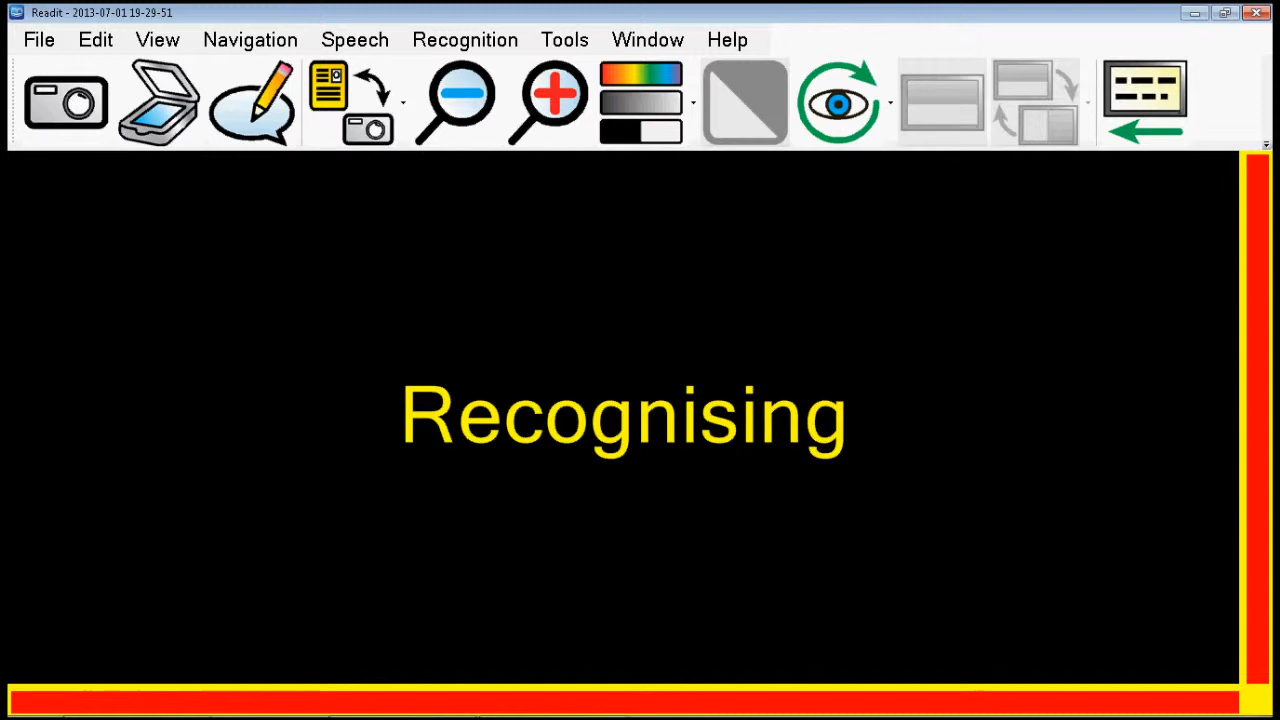 Readit - 2013-07-01 19-29-51
File Edit View Navigation Speech Recognition Tools Window Help
Recognising